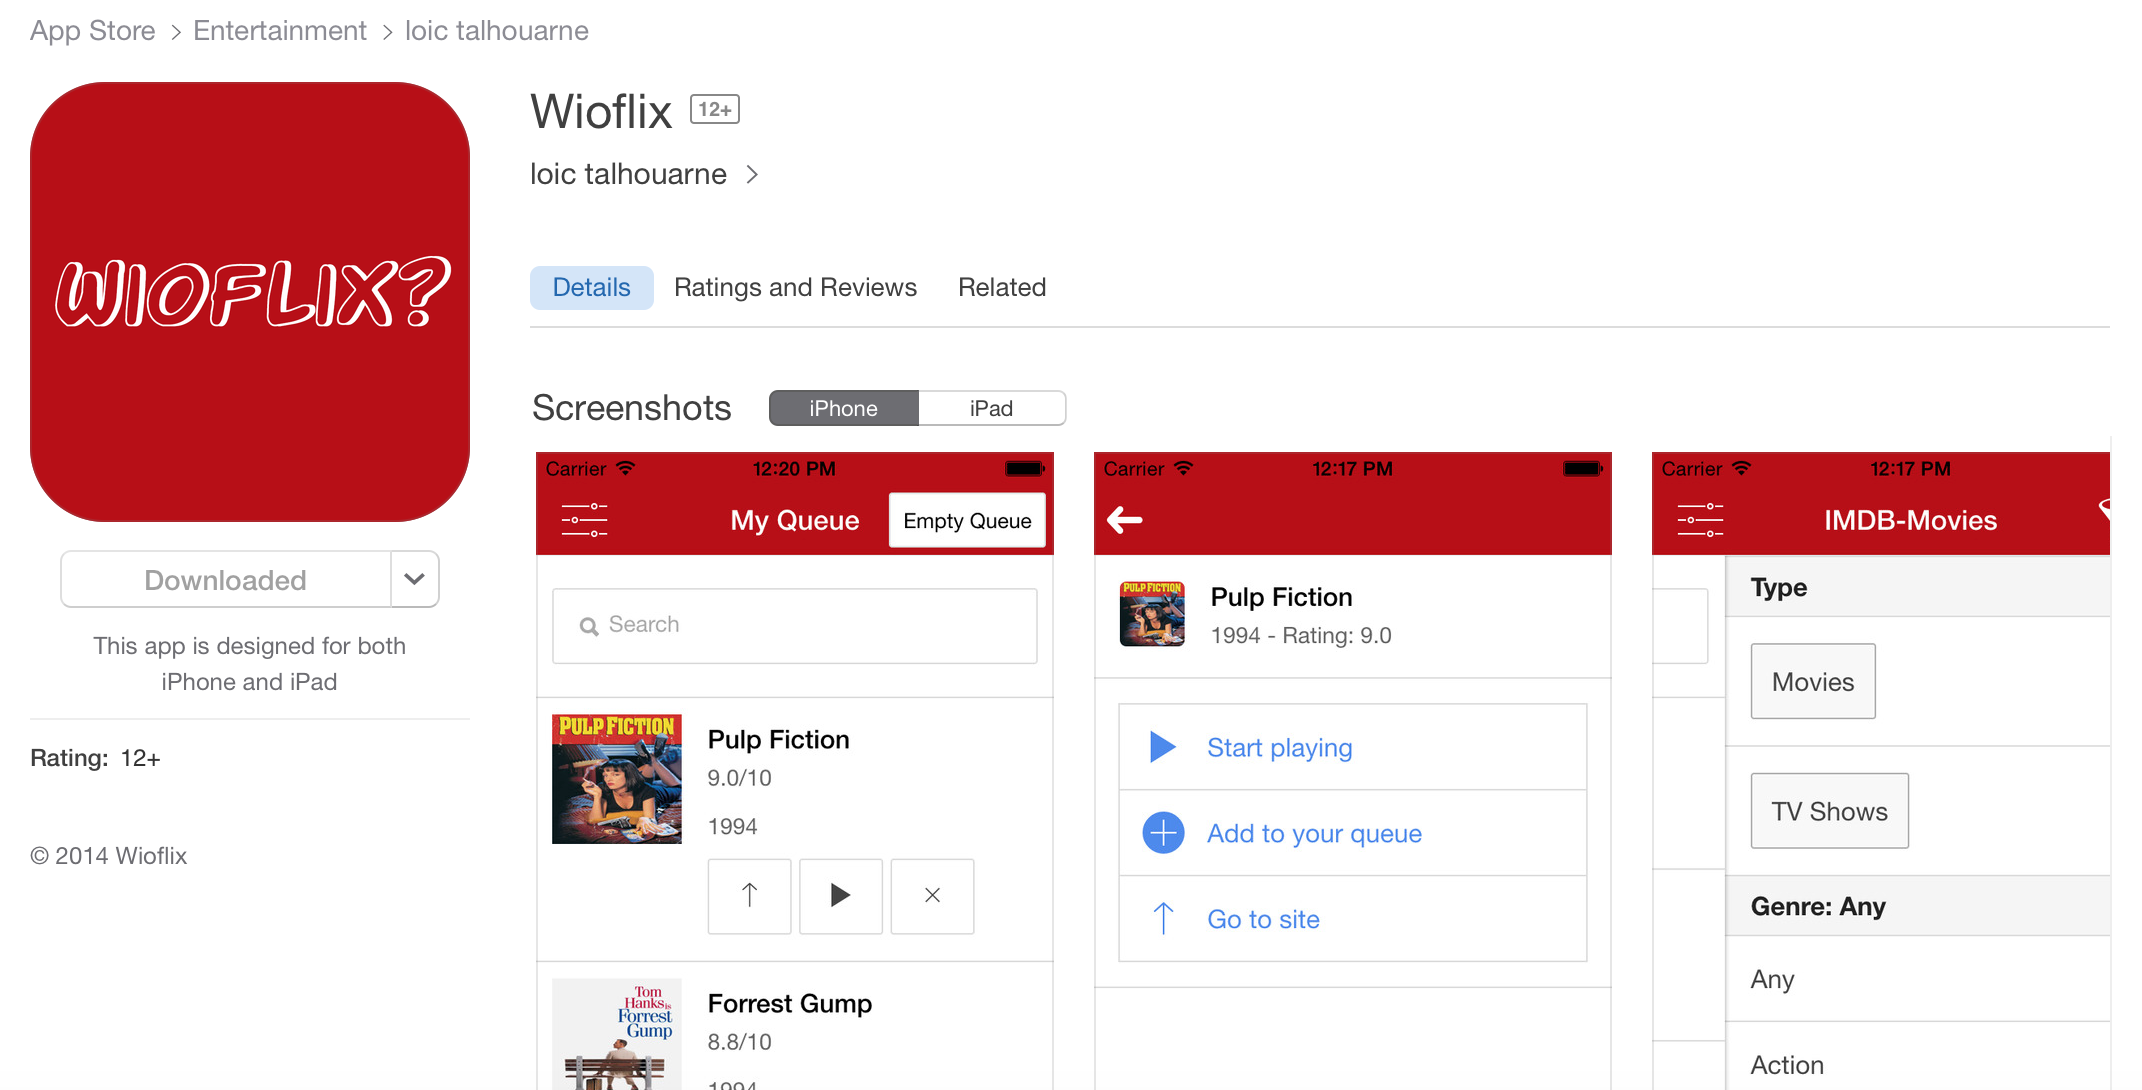 App Store > Entertainment > loic talhouarne
WIOFLIX?
Downloaded
This app is designed for both
iPhone and iPad
Rating: 12+
© 2014 Wioflix
Wioflix 12+
loic talhouarne >
Details Ratings and Reviews Related
Screenshots iPhone iPad
Carrier 12:20 PM
My Queue Empty Queue
Search
PULP FICTION
Pulp Fiction
9.0/10
1994
Tom
Hanks is
Forrest
Gump
Forrest Gump
8.8/10
1994
Carrier 12:17 PM
PULP FICTION
Pulp Fiction
1994 - Rating: 9.0
Start playing
Add to your queue
Go to site
Carrier 12:17 PM
IMDB-Movies
Type
Movies
TV Shows
Genre: Any
Any
Action